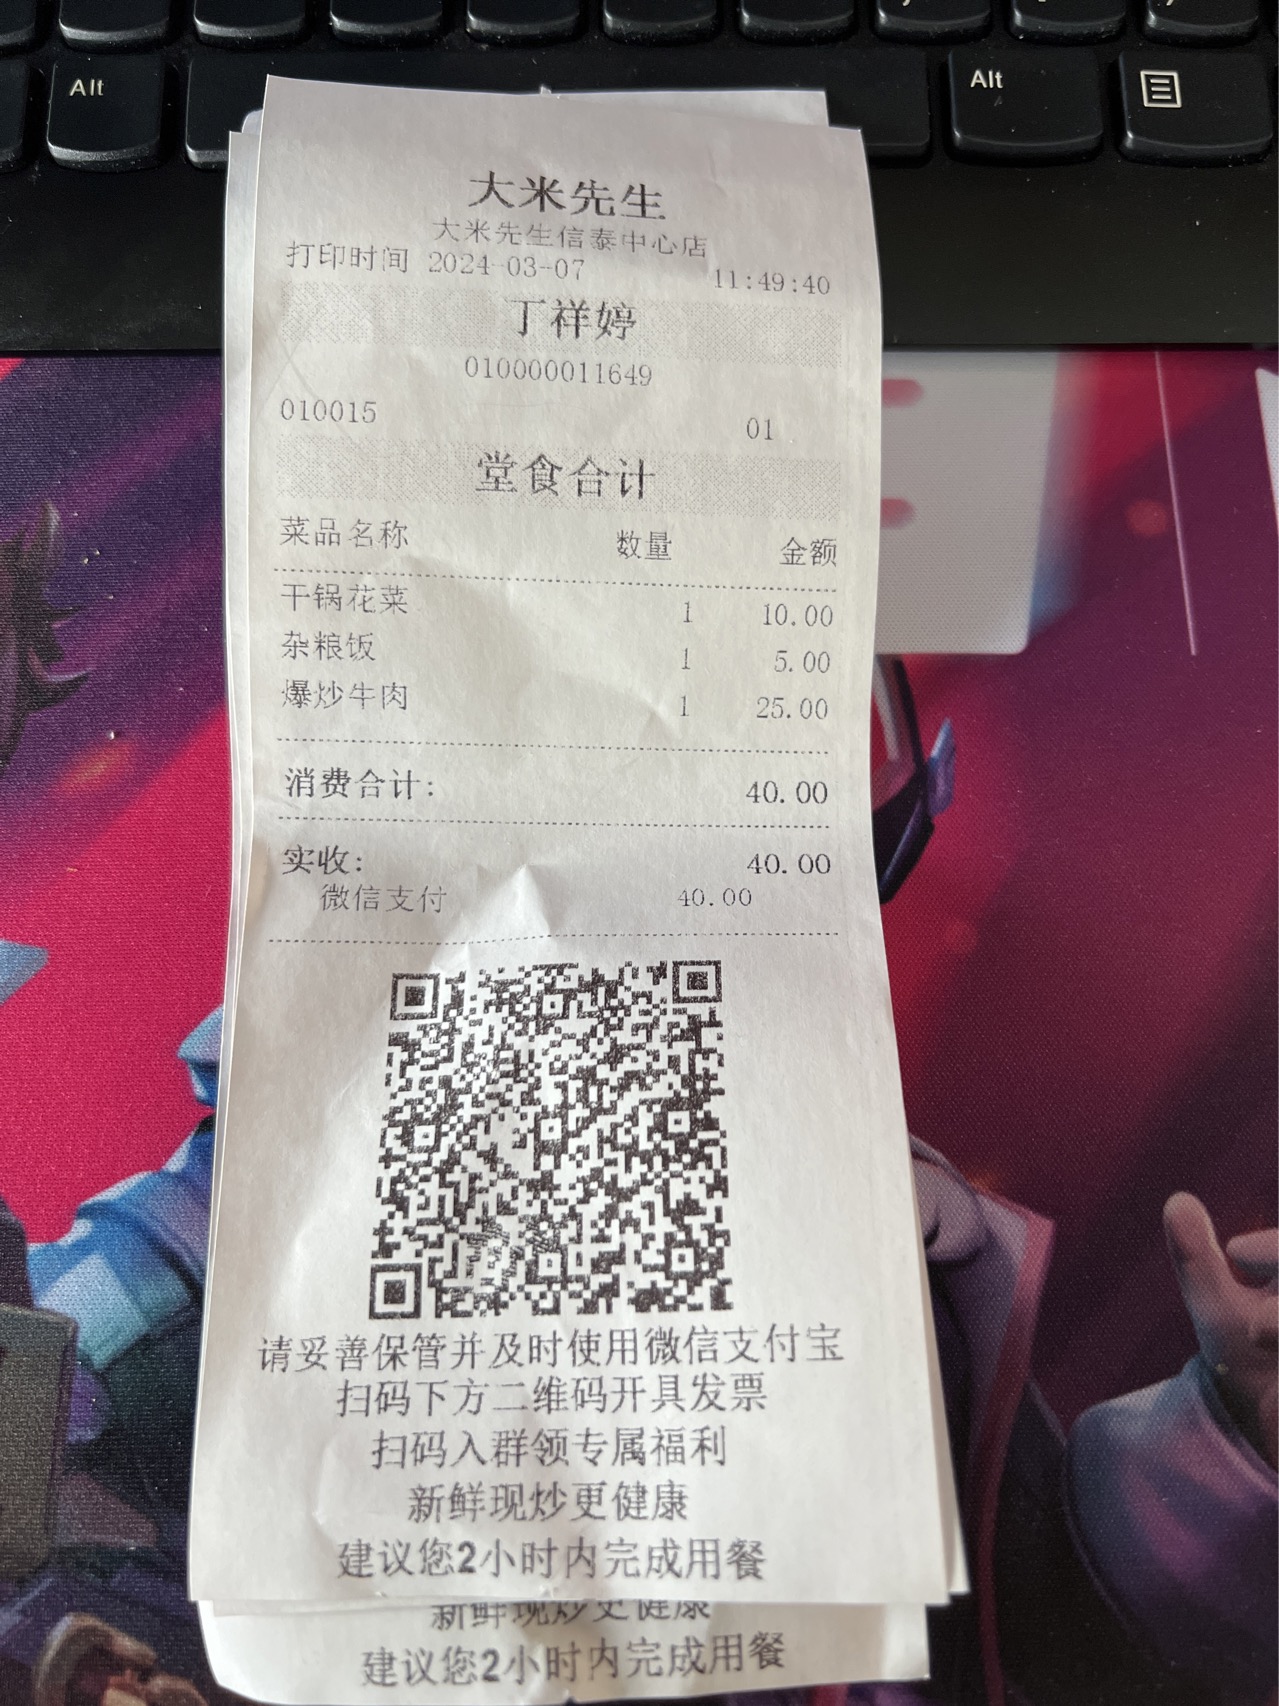 Alt
Alt
大米先生
大米先生信泰中心店
打印时间 2024-03-07 11:49:40
丁祥婷
010000011649
010015 01
堂食合计
菜品名称 数量 金额
干锅花菜 1 10.00
杂粮饭 1 5.00
爆炒牛肉 1 25.00
消费合计: 40.00
实收: 40.00
微信支付 40.00
请妥善保管并及时使用微信支付宝
扫码下方二维码开具发票
扫码入群领专属福利
新鲜现炒更健康
建议您2小时内完成用餐
新鲜现炒更健康
建议您2小时内完成用餐